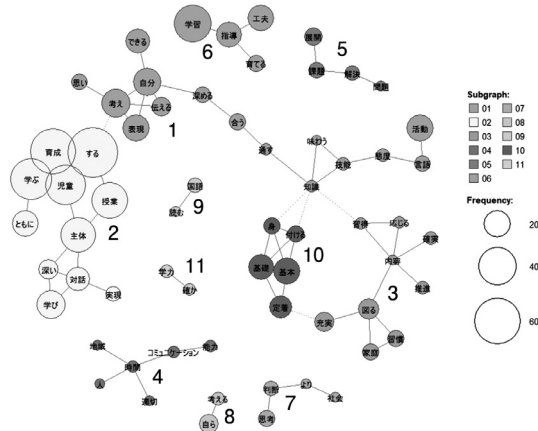 学習
工夫
指導
育てる
6
展開
課題
解決
問題
5
できる
自分
思い
考え
伝える
表現
1
深める
合う
通す
味わう
技能
態度
言語
活動
知識
育成
する
学ぶ
児童
授業
ともに
主体
2
深い
対話
学び
実現
国語
読む
9
身
付ける
基礎
基本
定着
10
習得
応じる
確実
内容
推進
3
図る
充実
習慣
家庭
学力
確か
11
地域
コミュニケーション
能力
時間
人
適切
4
考える
自ら
8
判断
より
社会
思考
7
Subgraph:
01 07
02 08
03 09
04 10
05 11
06
Frequency:
20
40
60